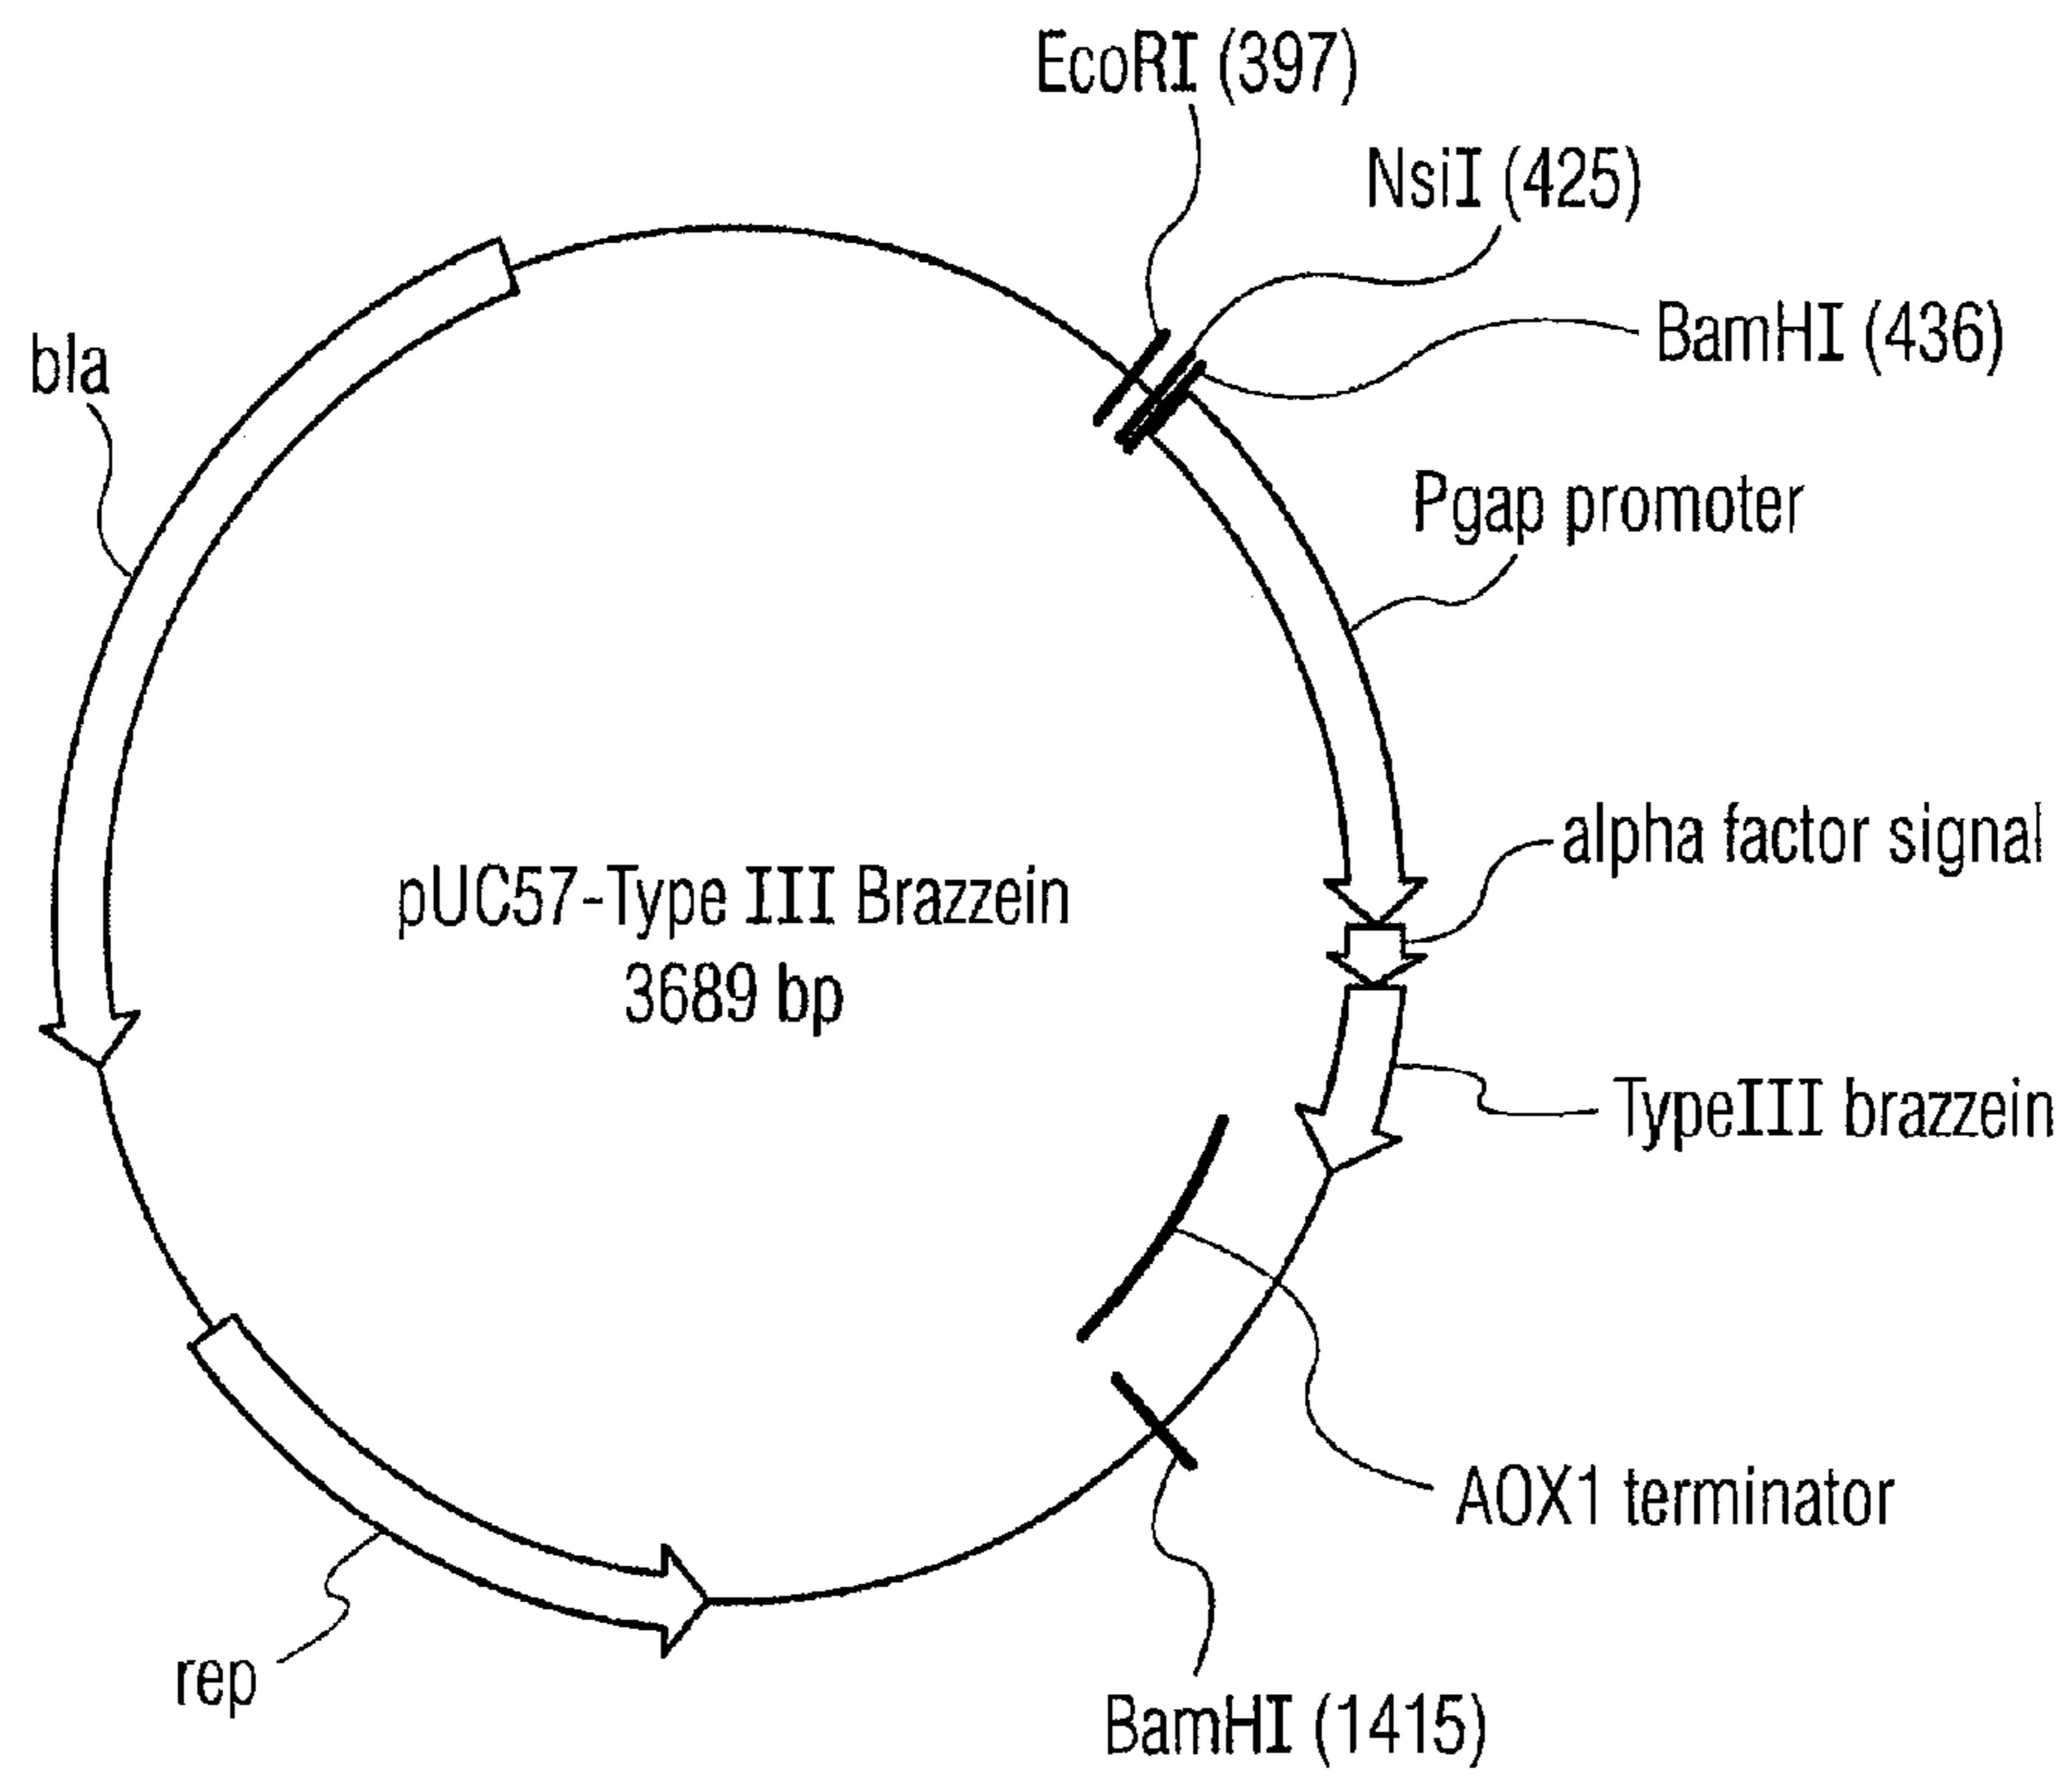 EcoRI (397)
NsiI (425)
BamHI (436)
bla
Pgap promoter
alpha factor signal
pUC57-Type III Brazzein
3689 bp
TypeIII brazzein
AOX1 terminator
rep
BamHI (1415)